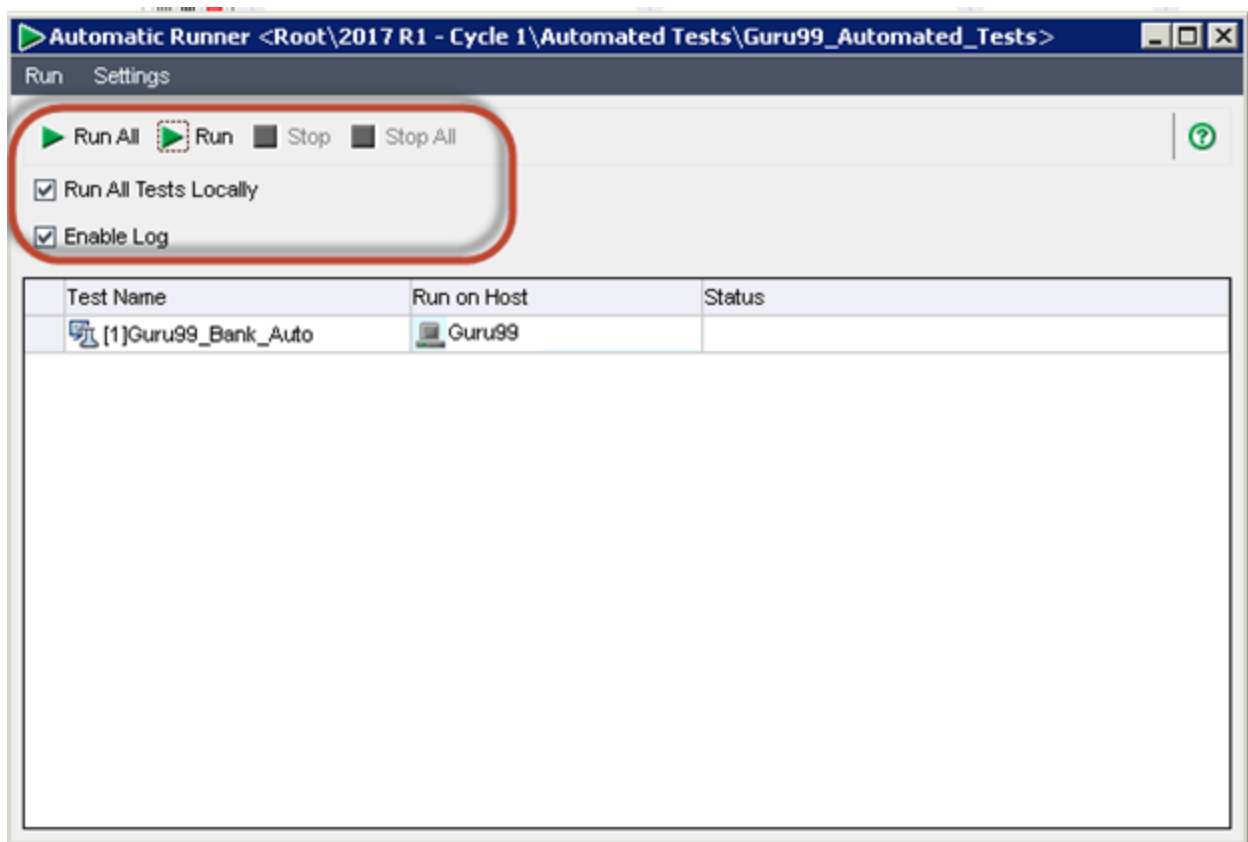 Automatic Runner <Root\2017 R1 - Cycle 1\Automated Tests\Guru99_Automated_Tests>
Run Settings
Run All Run Stop Stop All
Run All Tests Locally
Enable Log
Test Name Run on Host Status
[1]Guru99_Bank_Auto Guru99